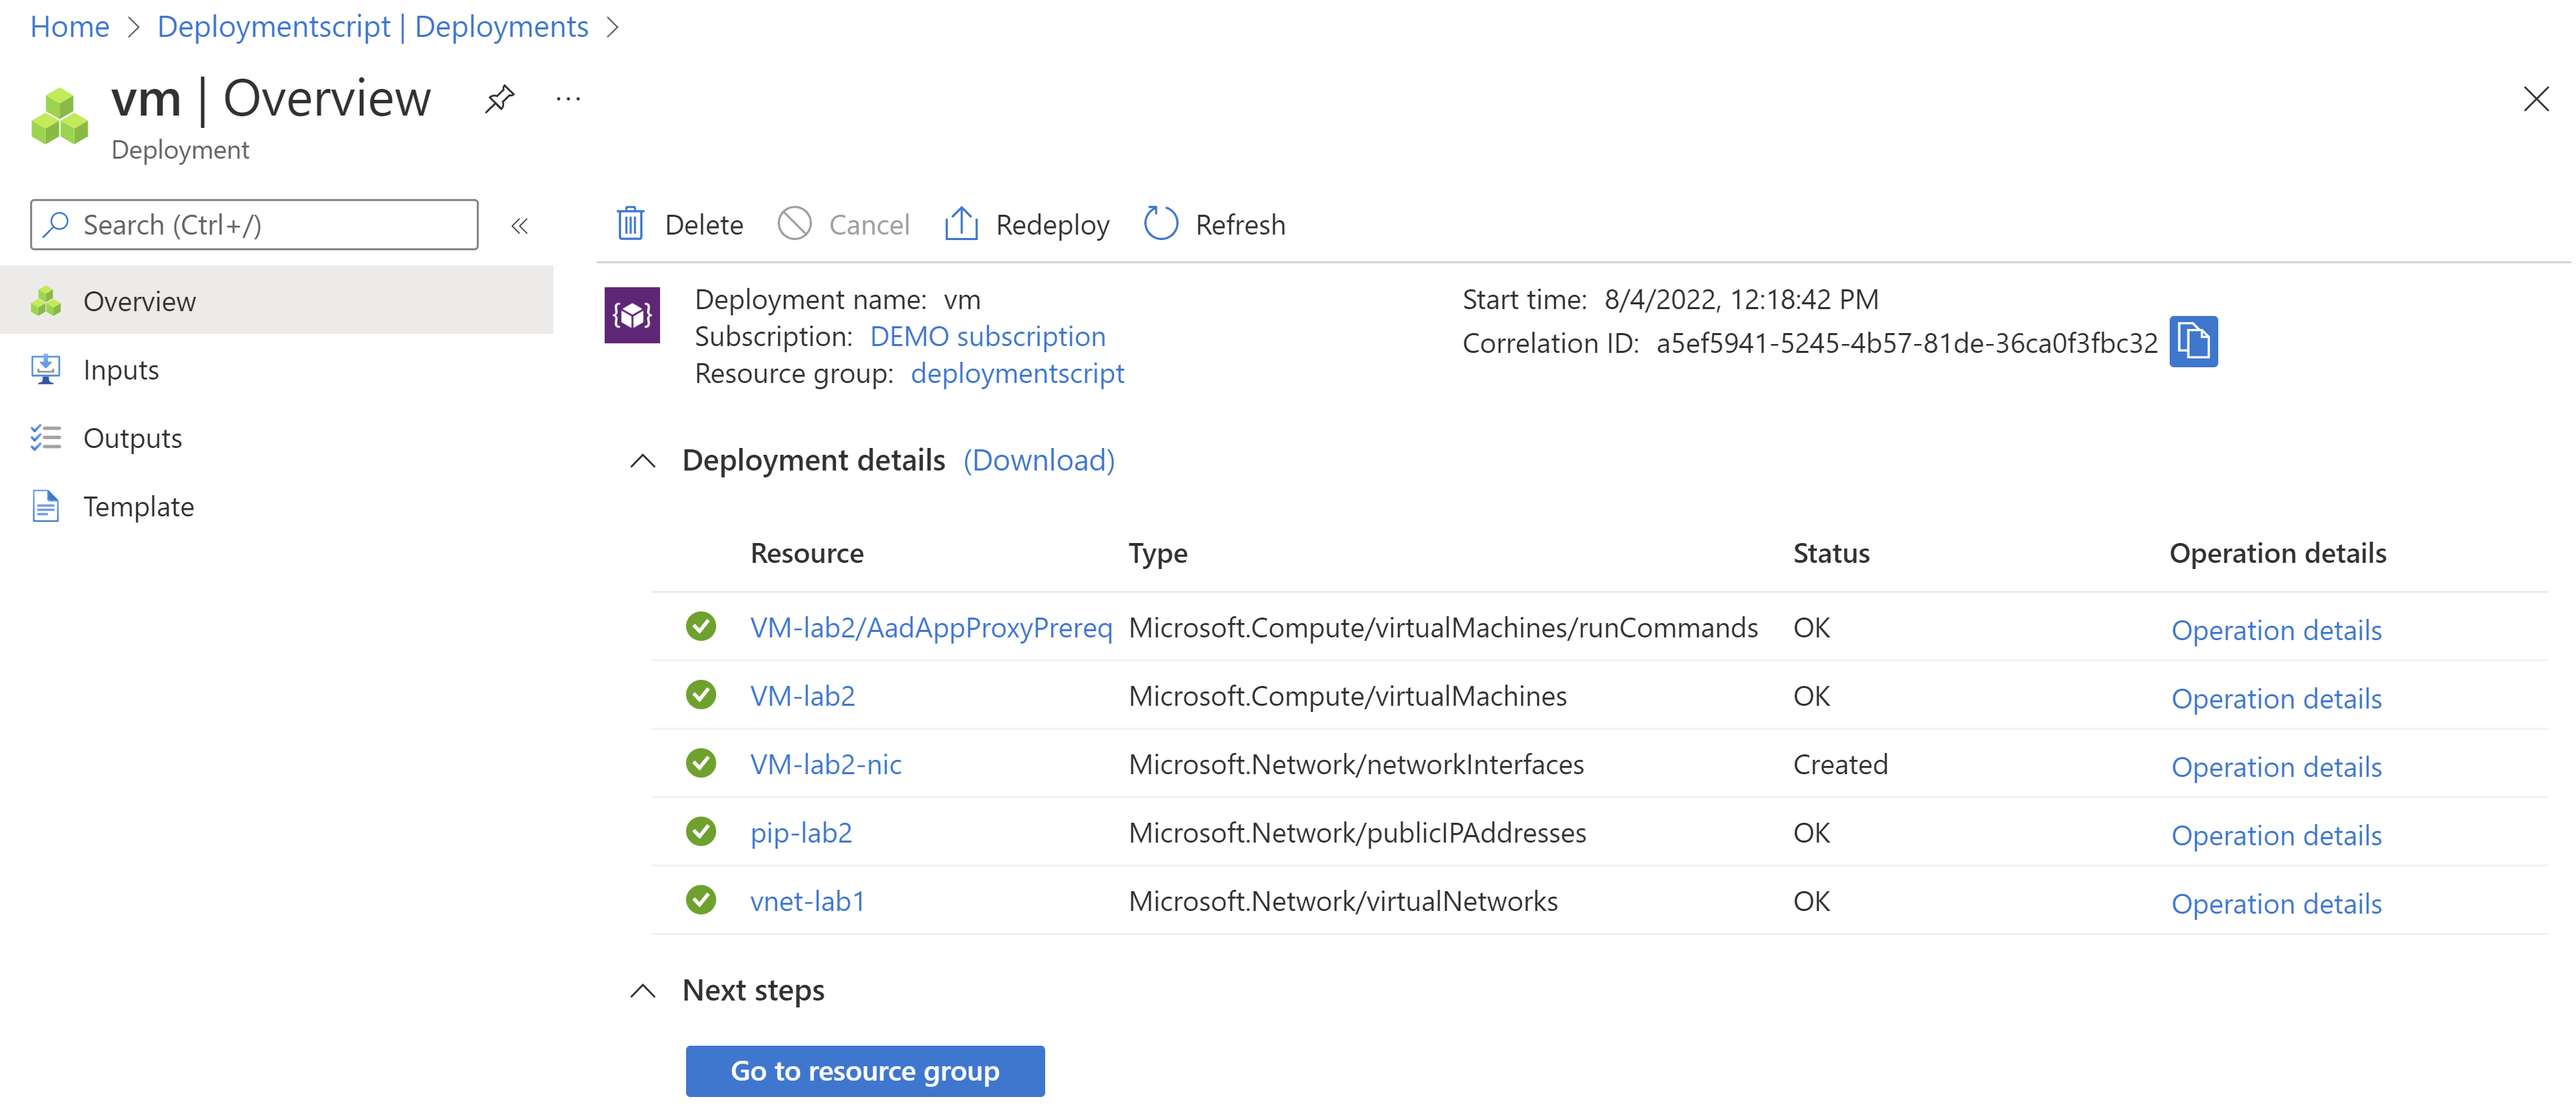 Home > Deploymentscript | Deployments >
vm | Overview ...
Deployment
Search (Ctrl+/) «
Overview
Inputs
Outputs
Template
Delete Cancel Redeploy Refresh
Deployment name: vm
Subscription: DEMO subscription
Resource group: deploymentscript
Start time: 8/4/2022, 12:18:42 PM
Correlation ID: a5ef5941-5245-4b57-81de-36ca0f3fbc32
Deployment details (Download)
Resource Type Status Operation details
VM-lab2/AadAppProxyPrereq Microsoft.Compute/virtualMachines/runCommands OK Operation details
VM-lab2 Microsoft.Compute/virtualMachines OK Operation details
VM-lab2-nic Microsoft.Network/networkInterfaces Created Operation details
pip-lab2 Microsoft.Network/publicIPAddresses OK Operation details
vnet-lab1 Microsoft.Network/virtualNetworks OK Operation details
Next steps
Go to resource group